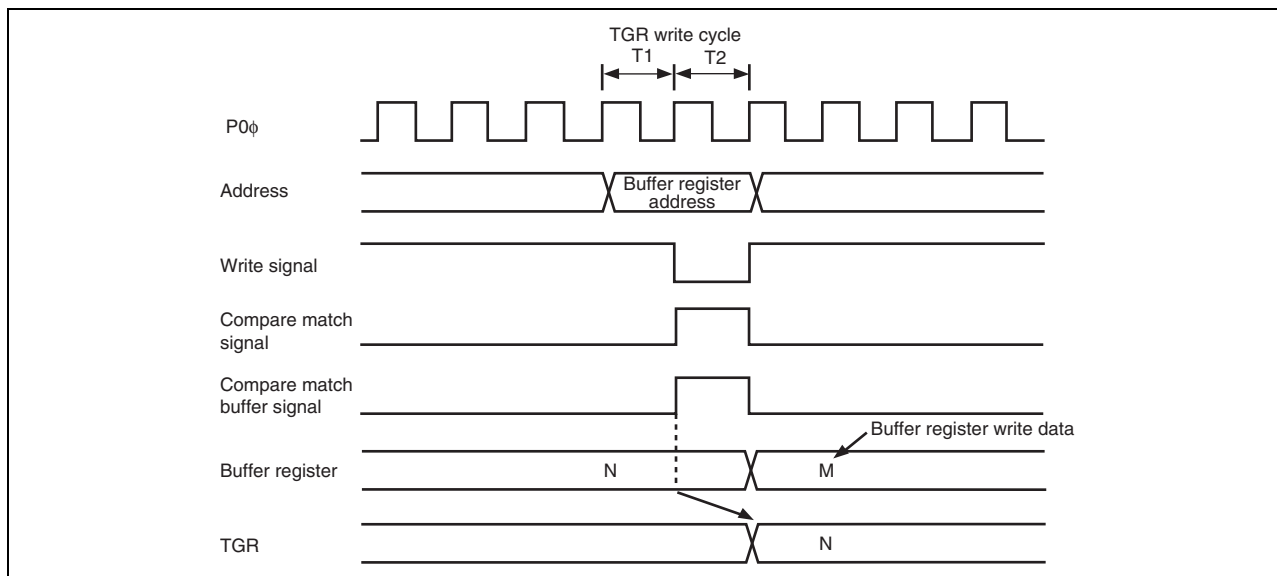 TGR write cycle
T1 T2
P0ϕ
Address
Buffer register
address
Write signal
Compare match
signal
Compare match
buffer signal
Buffer register write data
Buffer register N M
TGR N